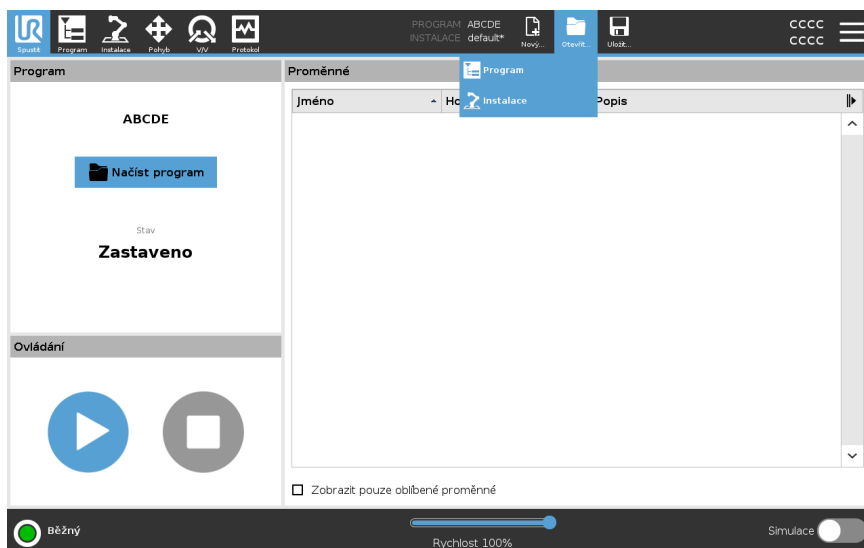 PROGRAM ABCDE
INSTALACE default*
CCCC
CCCC
Spustit Program Instalace Pohyb V/V Protokol Nový... Otevřít... Uložit...
Program
Proměnné
Program
Instalace
Jméno
Popis
ABCDE
Načíst program
Stav
Zastaveno
Ovládání
Zobrazit pouze oblíbené proměnné
Běžný
Rychlost 100%
Simulace